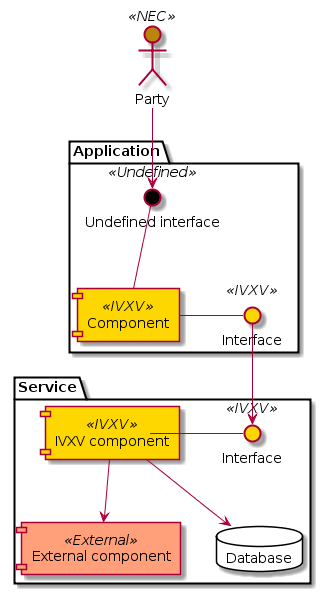 «NEC»
Party
Application
«Undefined»
Undefined interface
«IVXV»
Component
«IVXV»
Interface
Service
«IVXV»
IVXV component
«IVXV»
Interface
«External»
External component
Database